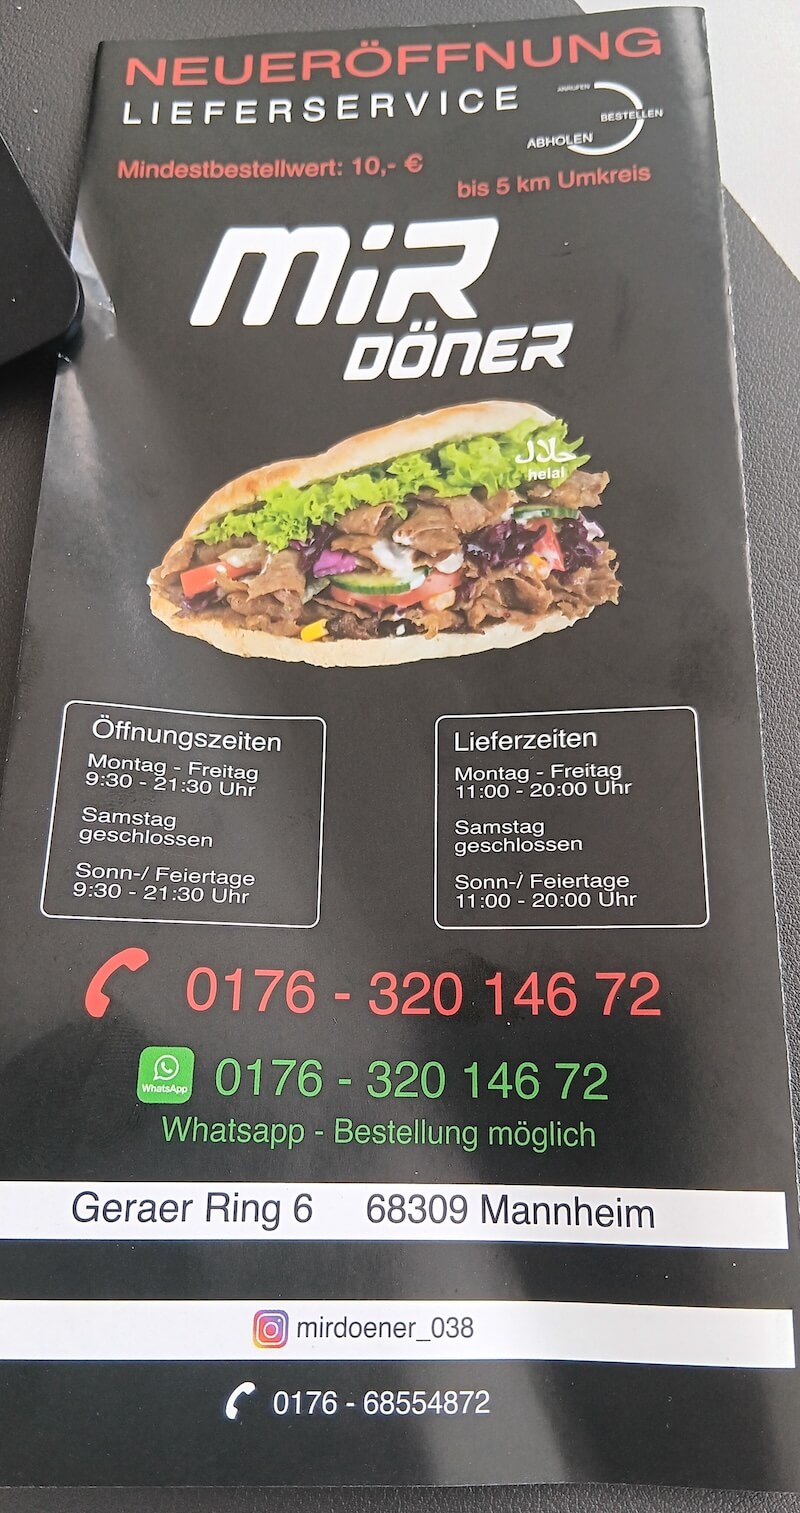 NEUERÖFFNUNG
LIEFERSERVICE
ANRUFEN
BESTELLEN
ABHOLEN
Mindestbestellwert: 10,- €
bis 5 km Umkreis
MiR
DÖNER
حلال
helal
Öffnungszeiten
Montag - Freitag
9:30 - 21:30 Uhr
Samstag
geschlossen
Sonn-/ Feiertage
9:30 - 21:30 Uhr
Lieferzeiten
Montag - Freitag
11:00 - 20:00 Uhr
Samstag
geschlossen
Sonn-/ Feiertage
11:00 - 20:00 Uhr
0176 - 320 146 72
WhatsApp
0176 - 320 146 72
Whatsapp - Bestellung möglich
Geraer Ring 6 68309 Mannheim
mirdoener_038
0176 - 68554872